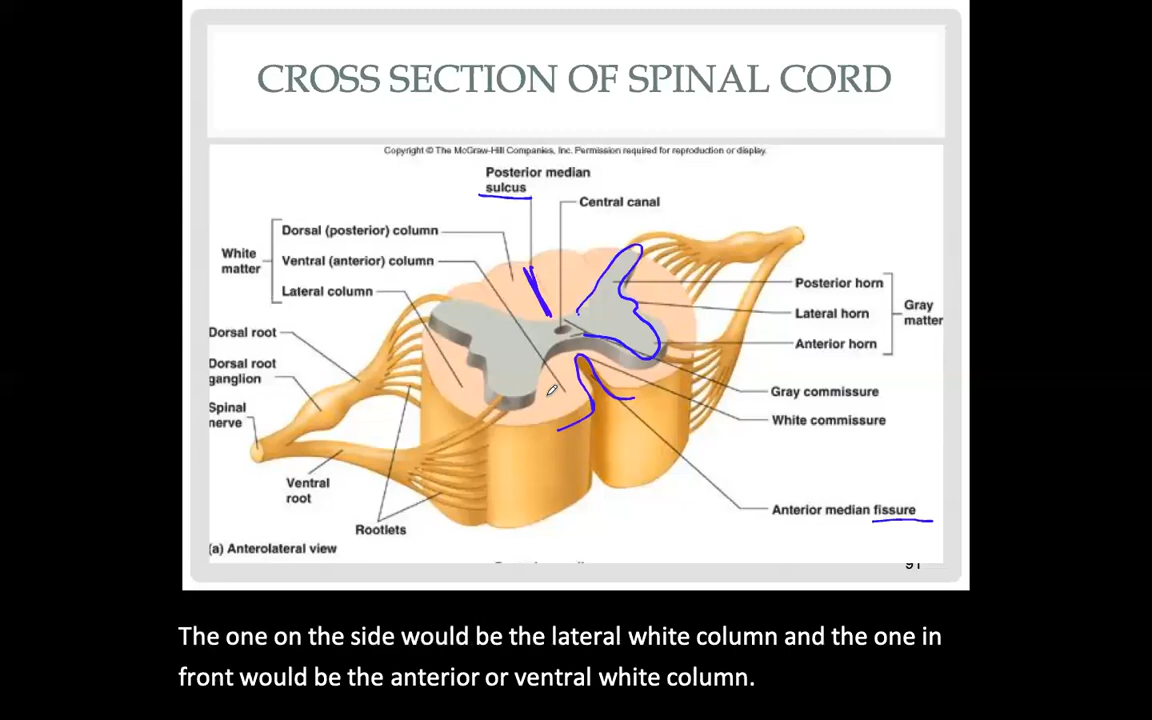 CROSS SECTION OF SPINAL CORD
Copyright © The McGraw-Hill Companies, Inc. Permission required for reproduction or display.
Posterior median
sulcus
Central canal
Dorsal (posterior) column
White
matter
Ventral (anterior) column
Lateral column
Posterior horn
Lateral horn
Gray
matter
Anterior horn
Dorsal root
Dorsal root
ganglion
Gray commissure
Spinal
nerve
White commissure
Ventral
root
Anterior median fissure
Rootlets
(a) Anterolateral view
91
The one on the side would be the lateral white column and the one in
front would be the anterior or ventral white column.